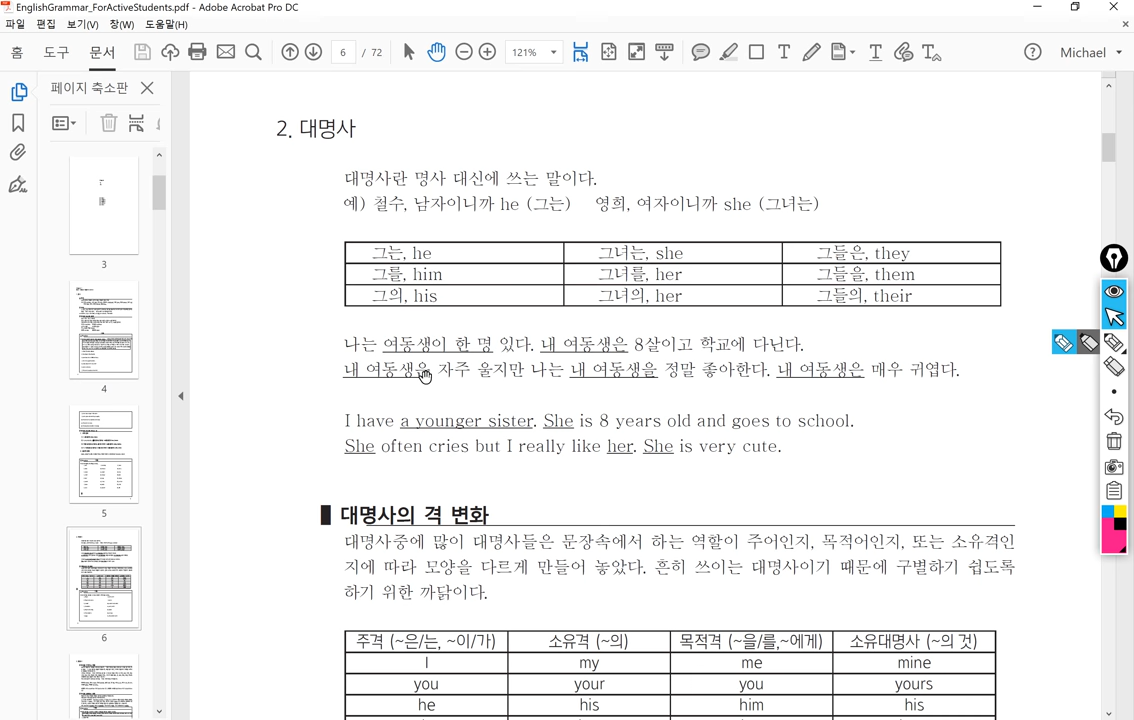 EnglishGrammar_ForActiveStudents.pdf - Adobe Acrobat Pro DC
파일 편집 보기(V) 창(W) 도움말(H)
홈 도구 문서 6 / 72 121% Michael
페이지 축소판
3
4
5
6
2. 대명사
대명사란 명사 대신에 쓰는 말이다.
예) 철수, 남자이니까 he (그는) 영희, 여자이니까 she (그녀는)
그는, he 그녀는, she 그들은, they
그를, him 그녀를, her 그들을, them
그의, his 그녀의, her 그들의, their
나는 여동생이 한 명 있다. 내 여동생은 8살이고 학교에 다닌다.
내 여동생은 자주 울지만 나는 내 여동생을 정말 좋아한다. 내 여동생은 매우 귀엽다.
I have a younger sister. She is 8 years old and goes to school.
She often cries but I really like her. She is very cute.
대명사의 격 변화
대명사중에 많이 대명사들은 문장속에서 하는 역할이 주어인지, 목적어인지, 또는 소유격인
지에 따라 모양을 다르게 만들어 놓았다. 흔히 쓰이는 대명사이기 때문에 구별하기 쉽도록
하기 위한 까닭이다.
주격 (~은/는, ~이/가) 소유격 (~의) 목적격 (~을/를,~에게) 소유대명사 (~의 것)
I my me mine
you your you yours
he his him his